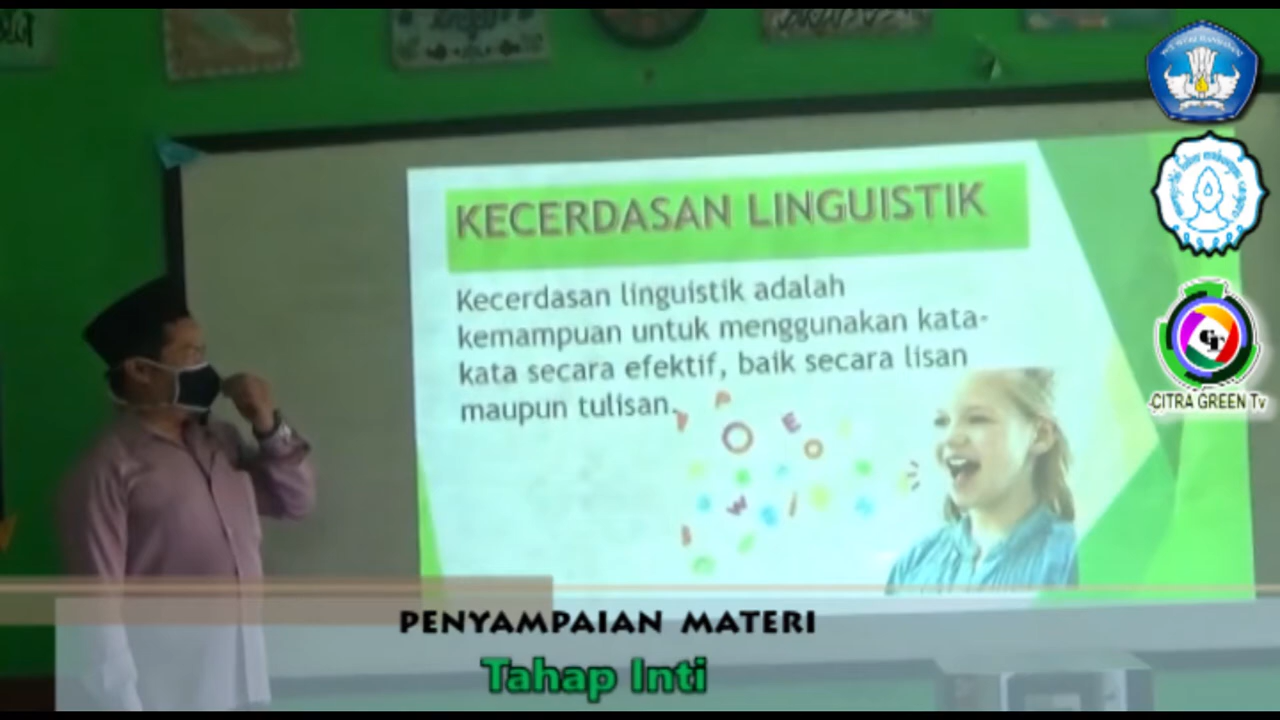 KECERDASAN LINGUISTIK
Kecerdasan linguistik adalah
kemampuan untuk menggunakan kata-
kata secara efektif, baik secara lisan
maupun tulisan.
CITRA GREEN Tv
PENYAMPAIAN MATERI
Tahap Inti